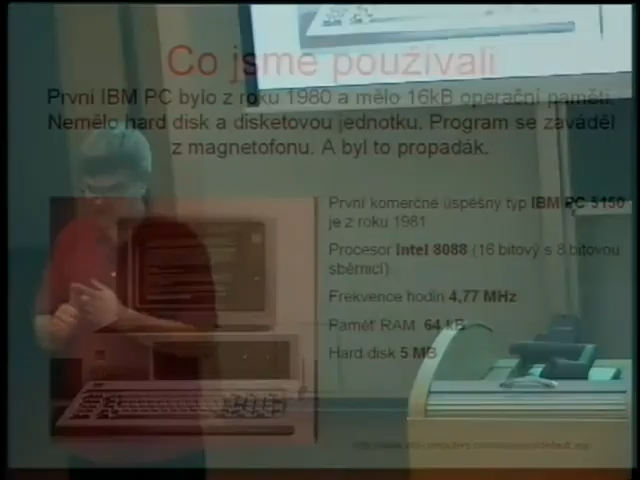 Co jsme používali
První IBM PC bylo z roku 1980 a mělo 16kB operační paměti.
Nemělo hard disk a disketovou jednotku. Program se zaváděl
z magnetofonu. A byl to propadák.
První komerčně úspěšný typ IBM PC 5150
je z roku 1981
Procesor Intel 8088 (16 bitový s 8 bitovou
sběrnicí)
Frekvence hodin 4,77 MHz
Paměť RAM 64 kB
Hard disk 5 MB